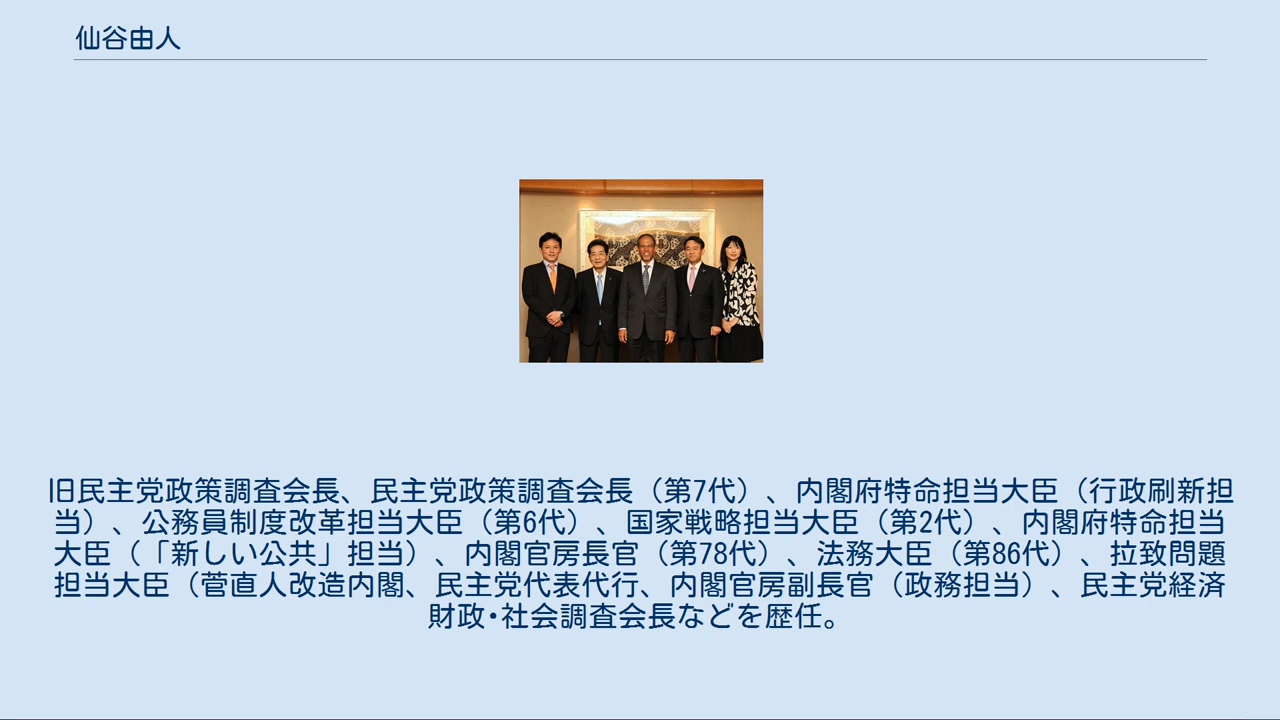 仙谷由人
旧民主党政策調査会長、民主党政策調査会長（第7代）、内閣府特命担当大臣（行政刷新担
当）、公務員制度改革担当大臣（第6代）、国家戦略担当大臣（第2代）、内閣府特命担当
大臣（「新しい公共」担当）、内閣官房長官（第78代）、法務大臣（第86代）、拉致問題
担当大臣（菅直人改造内閣、民主党代表代行、内閣官房副長官（政務担当）、民主党経済
財政･社会調査会長などを歴任。